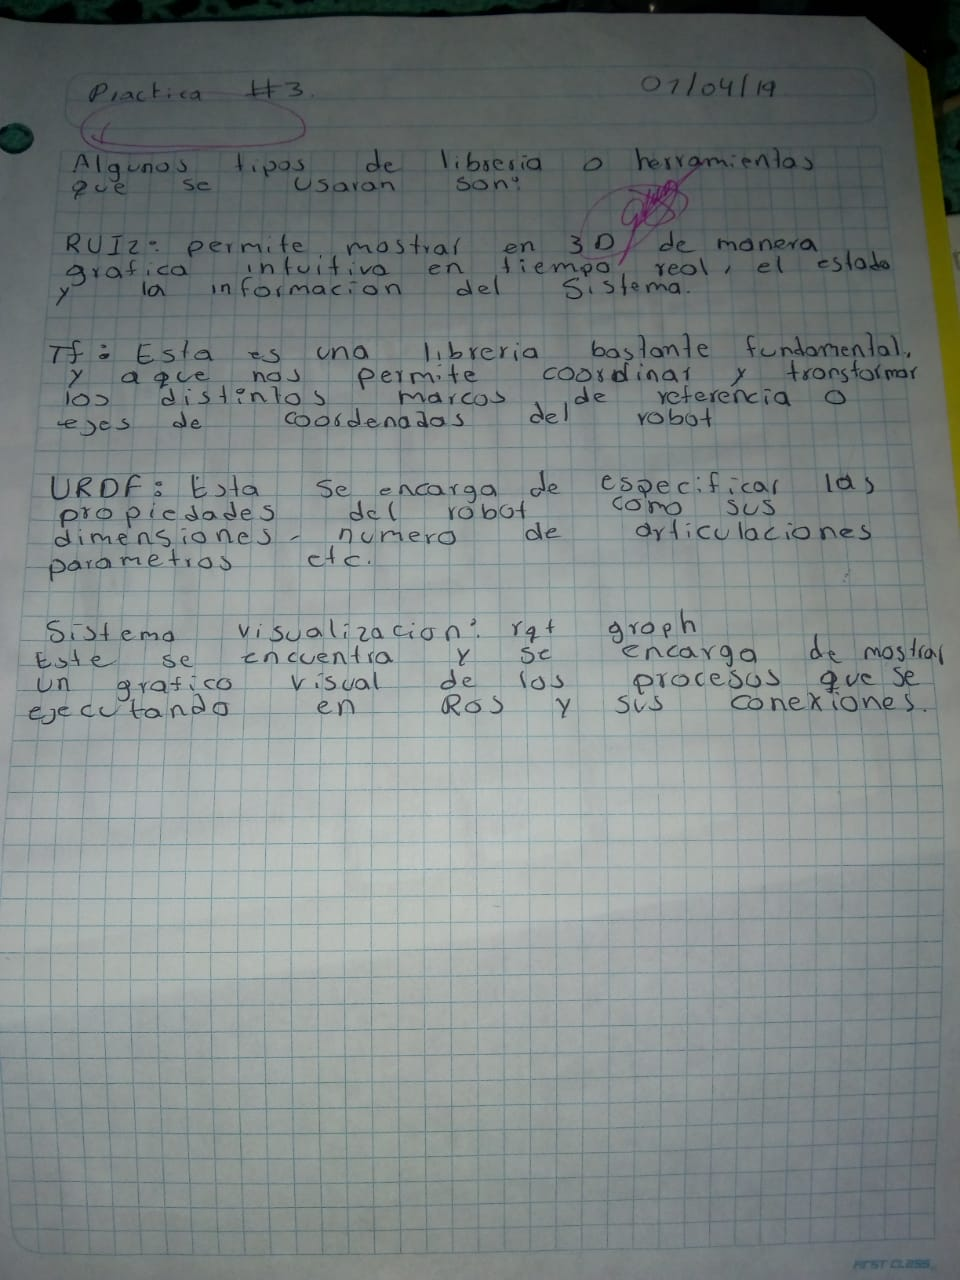 Practica #3.
01/04/19
Algunos tipos de libreria o herramientas
que se usaran son:
RUIz: permite mostrar en 3D, de manera
grafica intuitiva en tiempo real, el estado
y la informacion del Sistema.
Tf: Esta es una libreria bastante fundamental,
y aque nos permite coordinar y transformar
los distintos marcos de referencia o
ejes de coordenadas del robot
URDF: Esta se encarga de especificar las
propiedades del robot como sus
dimensiones - numero de articulaciones
parametros etc.
Sistema visualizacion: rqt graph
Este se encuentra y se encarga de mostrar
un grafico visual de los procesos que se
ejecutando en Ros y sus conexiones.
FIRST CLASS